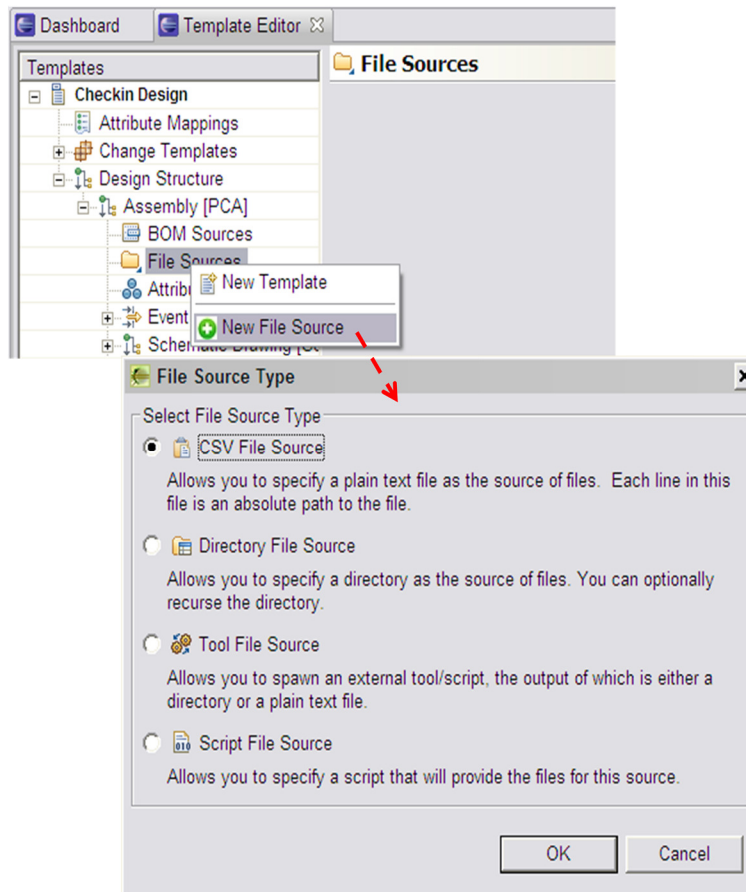 Dashboard
Template Editor
Templates
File Sources
Checkin Design
Attribute Mappings
Change Templates
Design Structure
Assembly [PCA]
BOM Sources
File Sources
New Template
Event
New File Source
Schematic Drawing
File Source Type
Select File Source Type
CSV File Source
Allows you to specify a plain text file as the source of files. Each line in this
file is an absolute path to the file.
Directory File Source
Allows you to specify a directory as the source of files. You can optionally
recurse the directory.
Tool File Source
Allows you to spawn an external tool/script, the output of which is either a
directory or a plain text file.
Script File Source
Allows you to specify a script that will provide the files for this source.
OK
Cancel